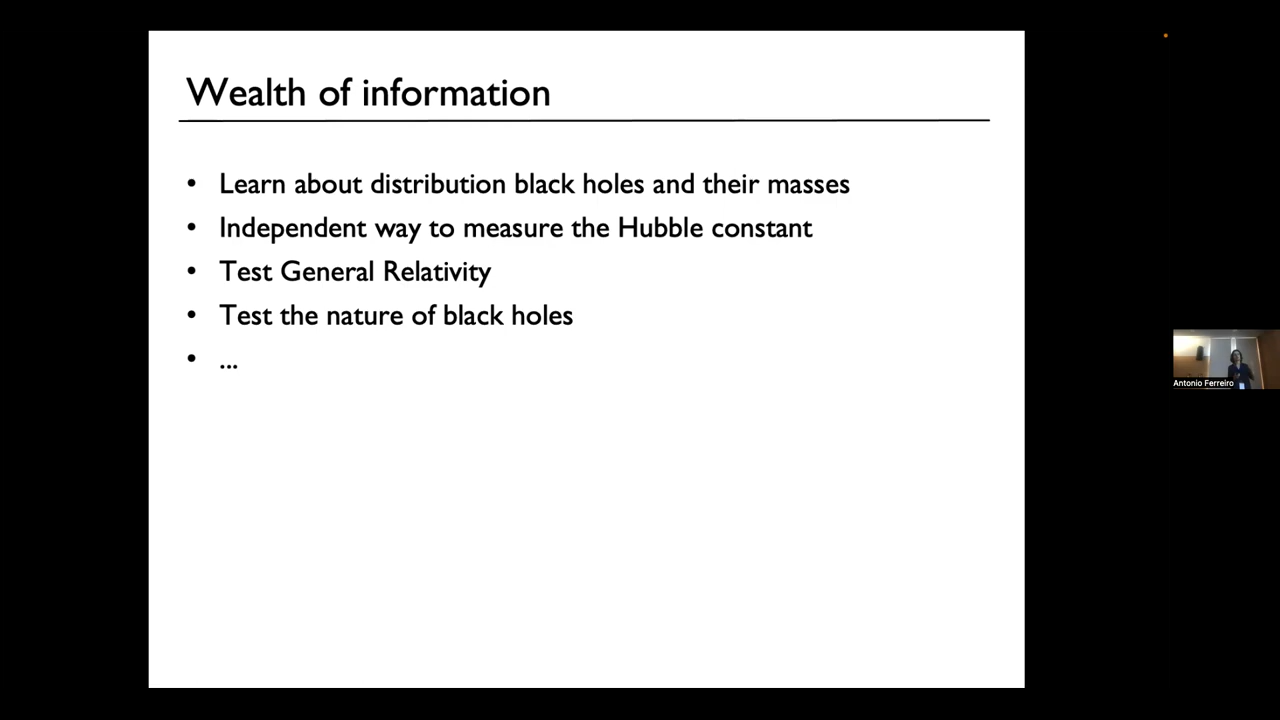 Wealth of information
• Learn about distribution black holes and their masses
• Independent way to measure the Hubble constant
• Test General Relativity
• Test the nature of black holes
• ...
Antonio Ferreiro